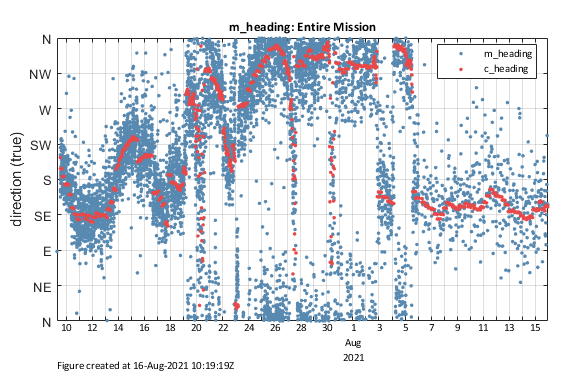 m_heading: Entire Mission
direction (true)
N
NW
W
SW
S
SE
E
NE
N
m_heading
c_heading
10 12 14 16 18 20 22 24 26 28 30 1 3 5 7 9 11 13 15
Aug
2021
Figure created at 16-Aug-2021 10:19:19Z